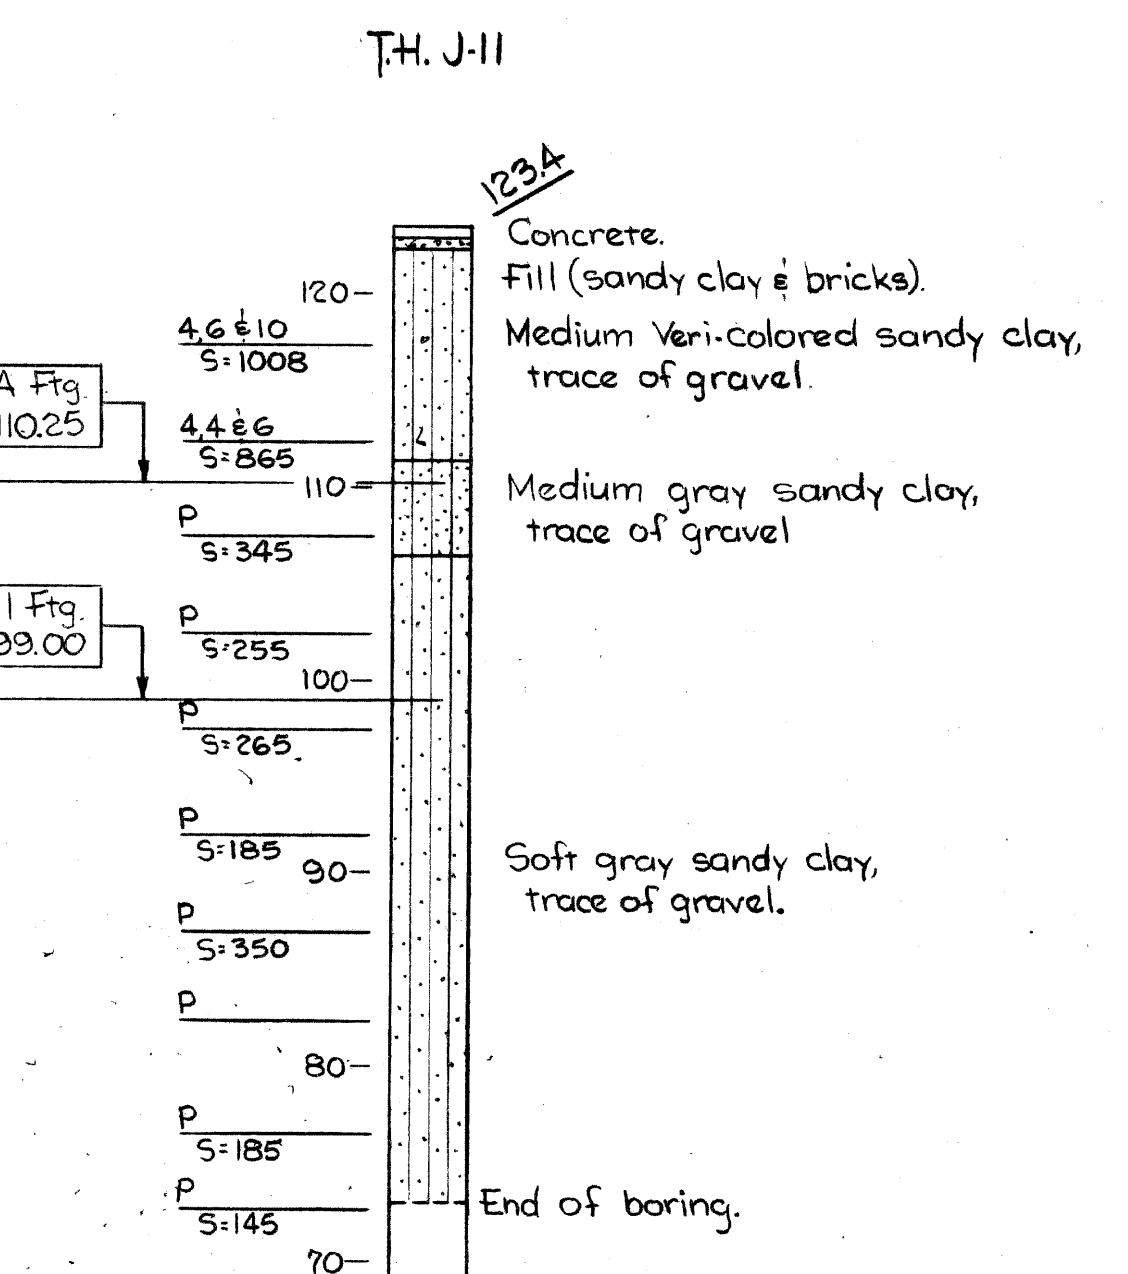 T.H. J-11
123.4
Concrete.
Fill (sandy clay & bricks).
120
4,6 & 10
S=1008
Medium Veri-colored sandy clay,
trace of gravel.
A Ftg.
110.25
4,4 & 6
S=865
110
Medium gray sandy clay,
trace of gravel
P
S=345
1 Ftg.
99.00
P
S=255
100
P
S=265
P
S=185
90
Soft gray sandy clay,
trace of gravel.
P
S=350
P
80
P
S=185
P
S=145
End of boring.
70